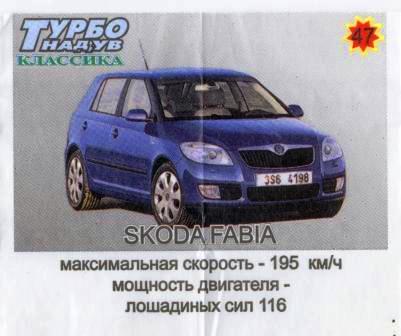 ТУРБО
НАДУВ
КЛАССИКА
47
3S6 4198
SKODA FABIA
максимальная скорость - 195 км/ч
мощность двигателя -
лошадиных сил 116